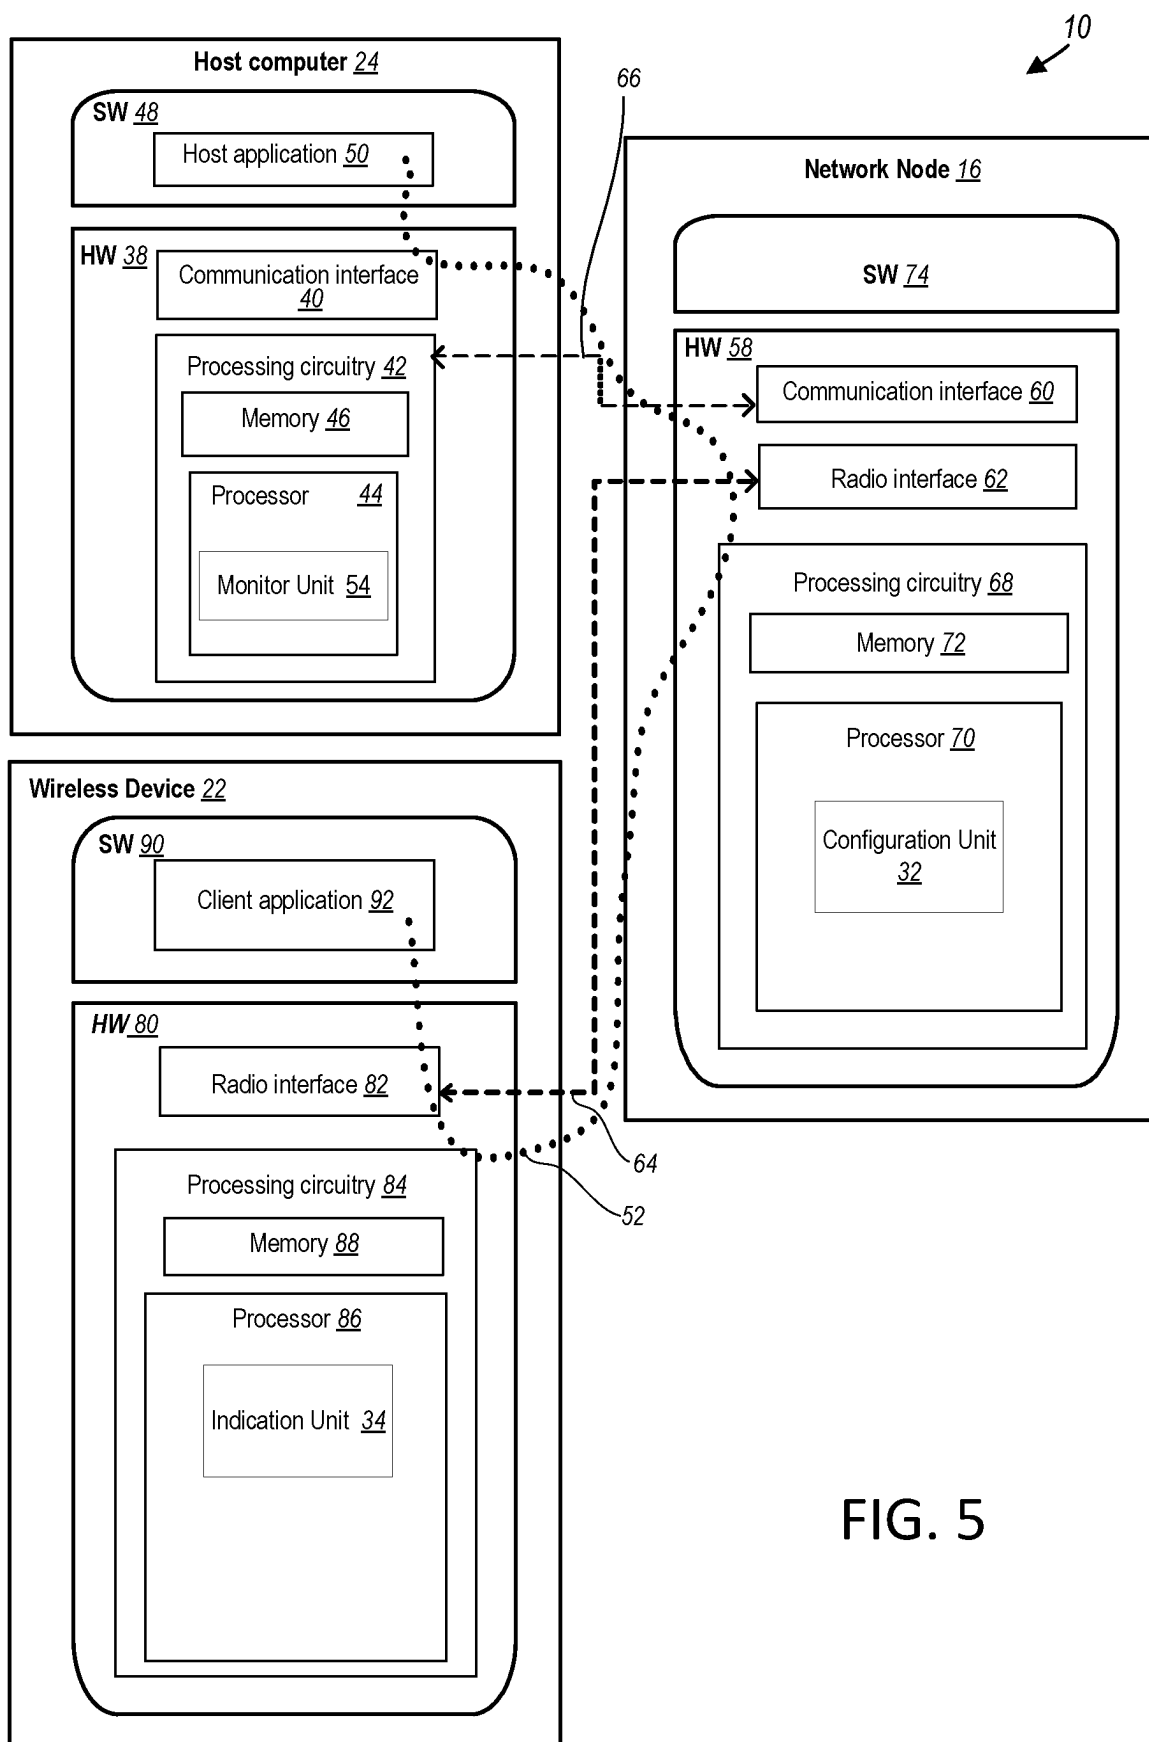 10
Host computer 24
SW 48
Host application 50
HW 38
Communication interface
40
Processing circuitry 42
Memory 46
Processor 44
Monitor Unit 54
66
Network Node 16
SW 74
HW 58
Communication interface 60
Radio interface 62
Processing circuitry 68
Memory 72
Processor 70
Configuration Unit
32
Wireless Device 22
SW 90
Client application 92
HW 80
Radio interface 82
Processing circuitry 84
Memory 88
Processor 86
Indication Unit 34
64
52
FIG. 5